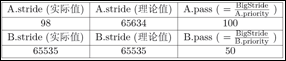 A.stride (实际值) A.stride (理论值) A.pass ( = BigStride/A.priority )
98 65634 100
B.stride (实际值) B.stride (理论值) B.pass ( = BigStride/B.priority )
65535 65535 50